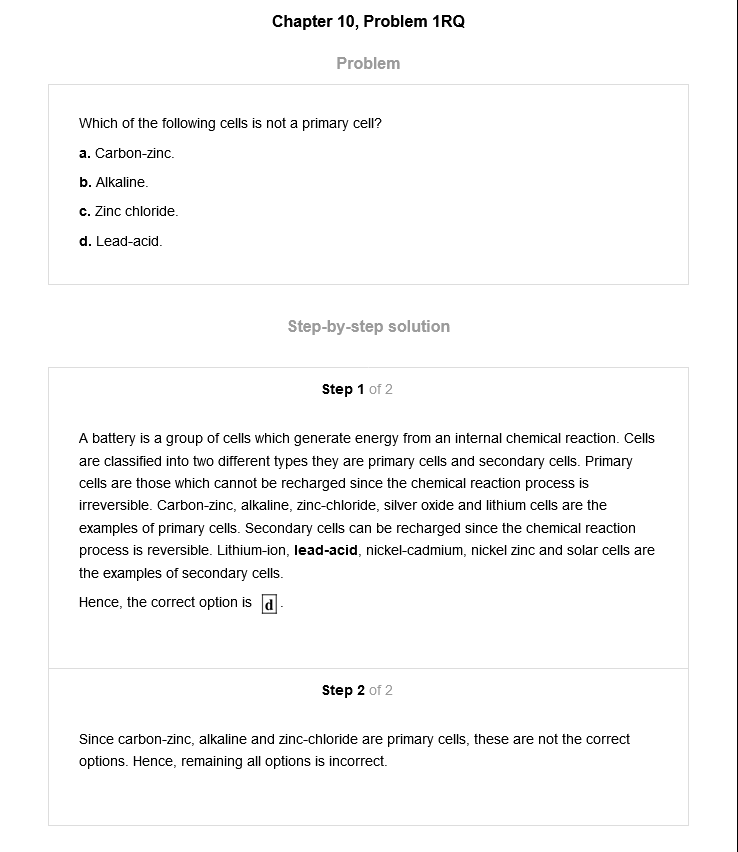 Chapter 10, Problem 1RQ
Problem
Which of the following cells is not a primary cell?
a. Carbon-zinc.
b. Alkaline.
c. Zinc chloride.
d. Lead-acid.
Step-by-step solution
Step 1 of 2
A battery is a group of cells which generate energy from an internal chemical reaction. Cells
are classified into two different types they are primary cells and secondary cells. Primary
cells are those which cannot be recharged since the chemical reaction process is
irreversible. Carbon-zinc, alkaline, zinc-chloride, silver oxide and lithium cells are the
examples of primary cells. Secondary cells can be recharged since the chemical reaction
process is reversible. Lithium-ion, lead-acid, nickel-cadmium, nickel zinc and solar cells are
the examples of secondary cells.
Hence, the correct option is d.
Step 2 of 2
Since carbon-zinc, alkaline and zinc-chloride are primary cells, these are not the correct
options. Hence, remaining all options is incorrect.